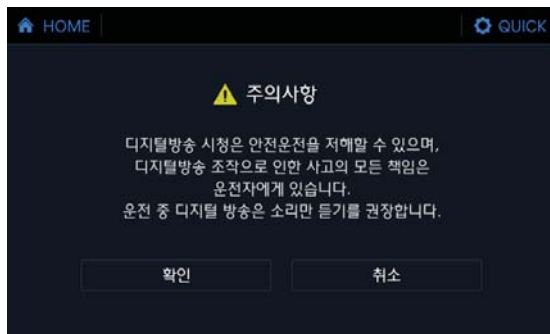 HOME
QUICK
주의사항
디지털방송 시청은 안전운전을 저해할 수 있으며,
디지털방송 조작으로 인한 사고의 모든 책임은
운전자에게 있습니다.
운전 중 디지털 방송은 소리만 듣기를 권장합니다.
확인
취소